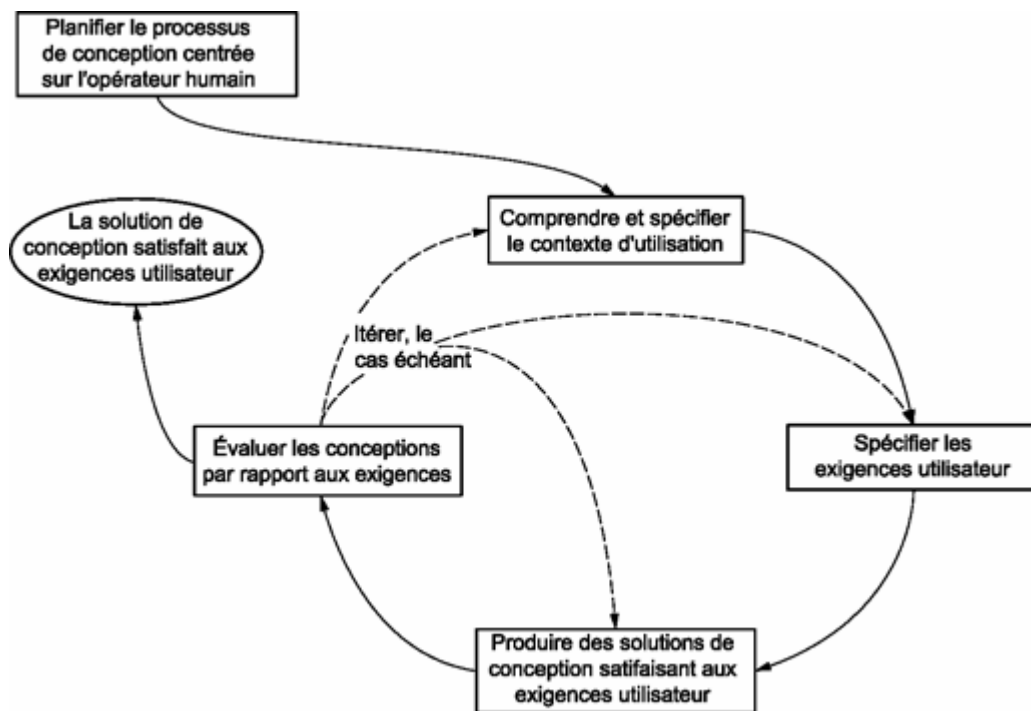 Planifier le processus
de conception centrée
sur l'opérateur humain
La solution de
conception satisfait aux
exigences utilisateur
Comprendre et spécifier
le contexte d'utilisation
Itérer, le
cas échéant
Évaluer les conceptions
par rapport aux exigences
Spécifier les
exigences utilisateur
Produire des solutions de
conception satifaisant aux
exigences utilisateur